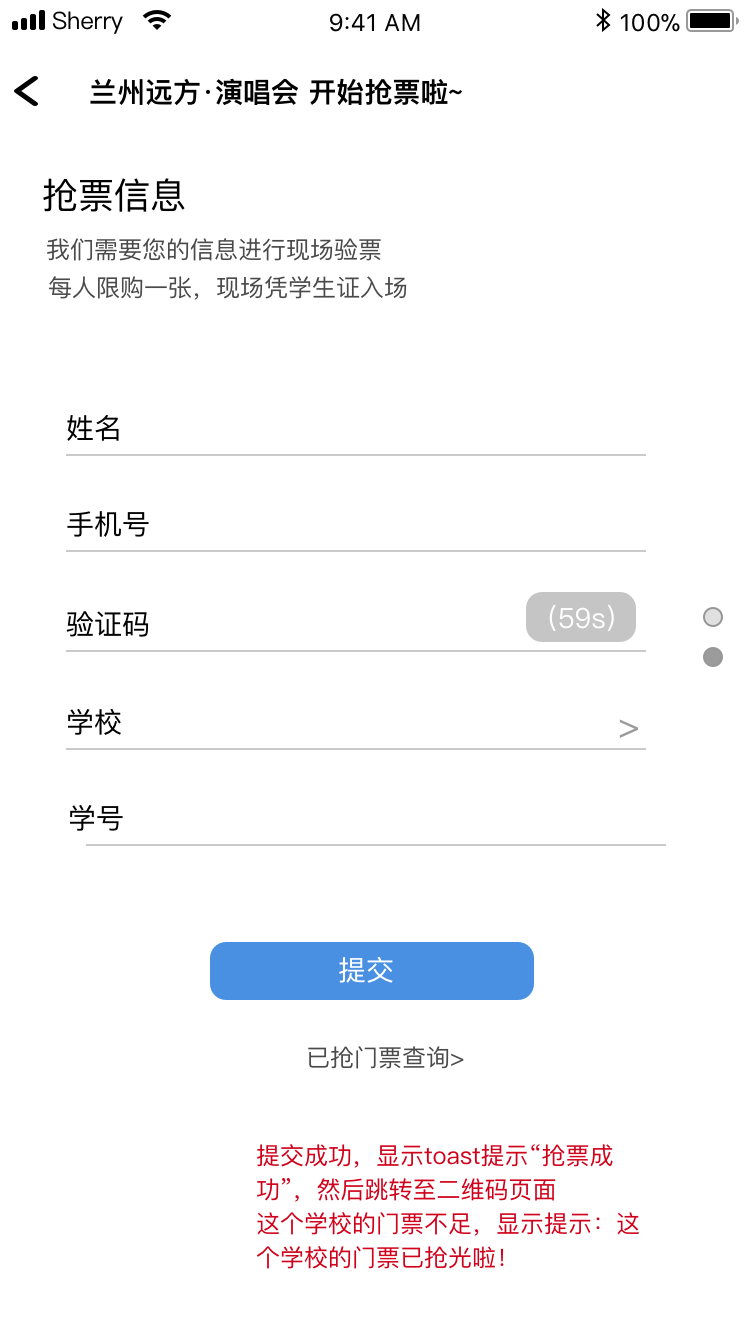 Sherry 9:41 AM 100%
兰州远方·演唱会 开始抢票啦~
抢票信息
我们需要您的信息进行现场验票
每人限购一张，现场凭学生证入场
姓名
手机号
验证码 （59s）
学校 >
学号
提交
已抢门票查询>
提交成功，显示toast提示“抢票成
功”，然后跳转至二维码页面
这个学校的门票不足，显示提示：这
个学校的门票已抢光啦！